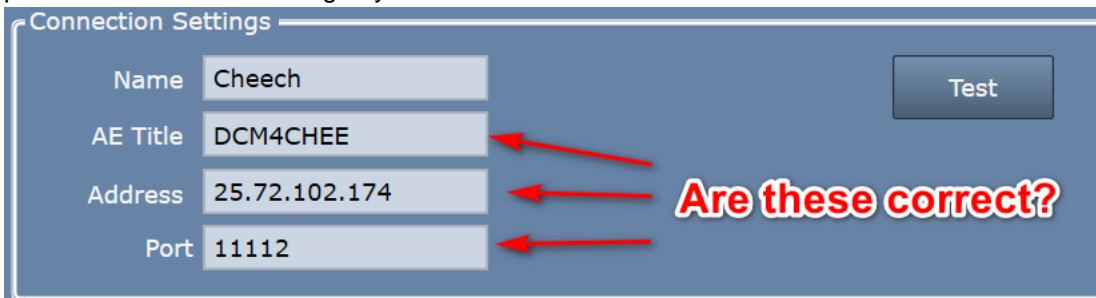 Connection Settings
Name Cheech
Test
AE Title DCM4CHEE
Address 25.72.102.174
Are these correct?
Port 11112